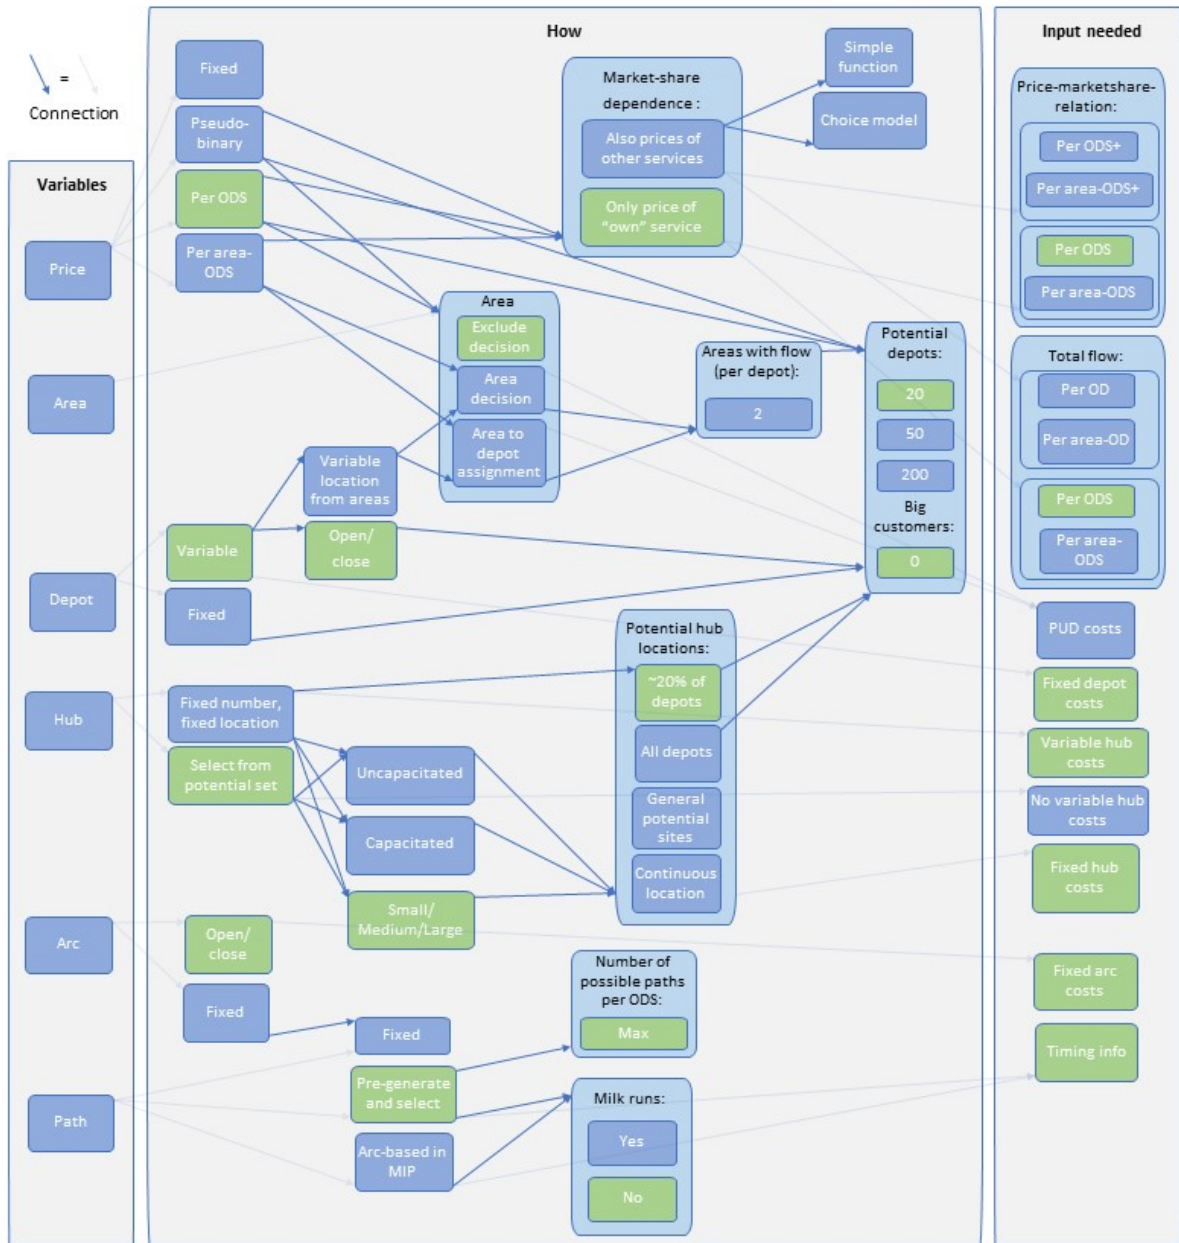 =
Connection
Variables
Price
Area
Depot
Hub
Arc
Path
How
Fixed
Pseudo-
binary
Per ODS
Per area-
ODS
Market-share
dependence :
Also prices of
other services
Only price of
“own” service
Simple
function
Choice model
Area
Exclude
decision
Area
decision
Area to
depot
assignment
Areas with flow
(per depot):
2
Potential
depots:
20
50
200
Big
customers:
0
Variable
location
from areas
Variable
Open/
close
Fixed
Potential hub
locations:
~20% of
depots
All depots
General
potential
sites
Continuous
location
Fixed number,
fixed location
Select from
potential set
Uncapacitated
Capacitated
Small/
Medium/Large
Open/
close
Fixed
Number of
possible paths
per ODS:
Max
Fixed
Pre-generate
and select
Arc-based in
MIP
Milk runs:
Yes
No
Input needed
Price-marketshare-
relation:
Per ODS+
Per area-ODS+
Per ODS
Per area-ODS
Total flow:
Per OD
Per area-OD
Per ODS
Per area-
ODS
PUD costs
Fixed depot
costs
Variable hub
costs
No variable hub
costs
Fixed hub
costs
Fixed arc
costs
Timing info